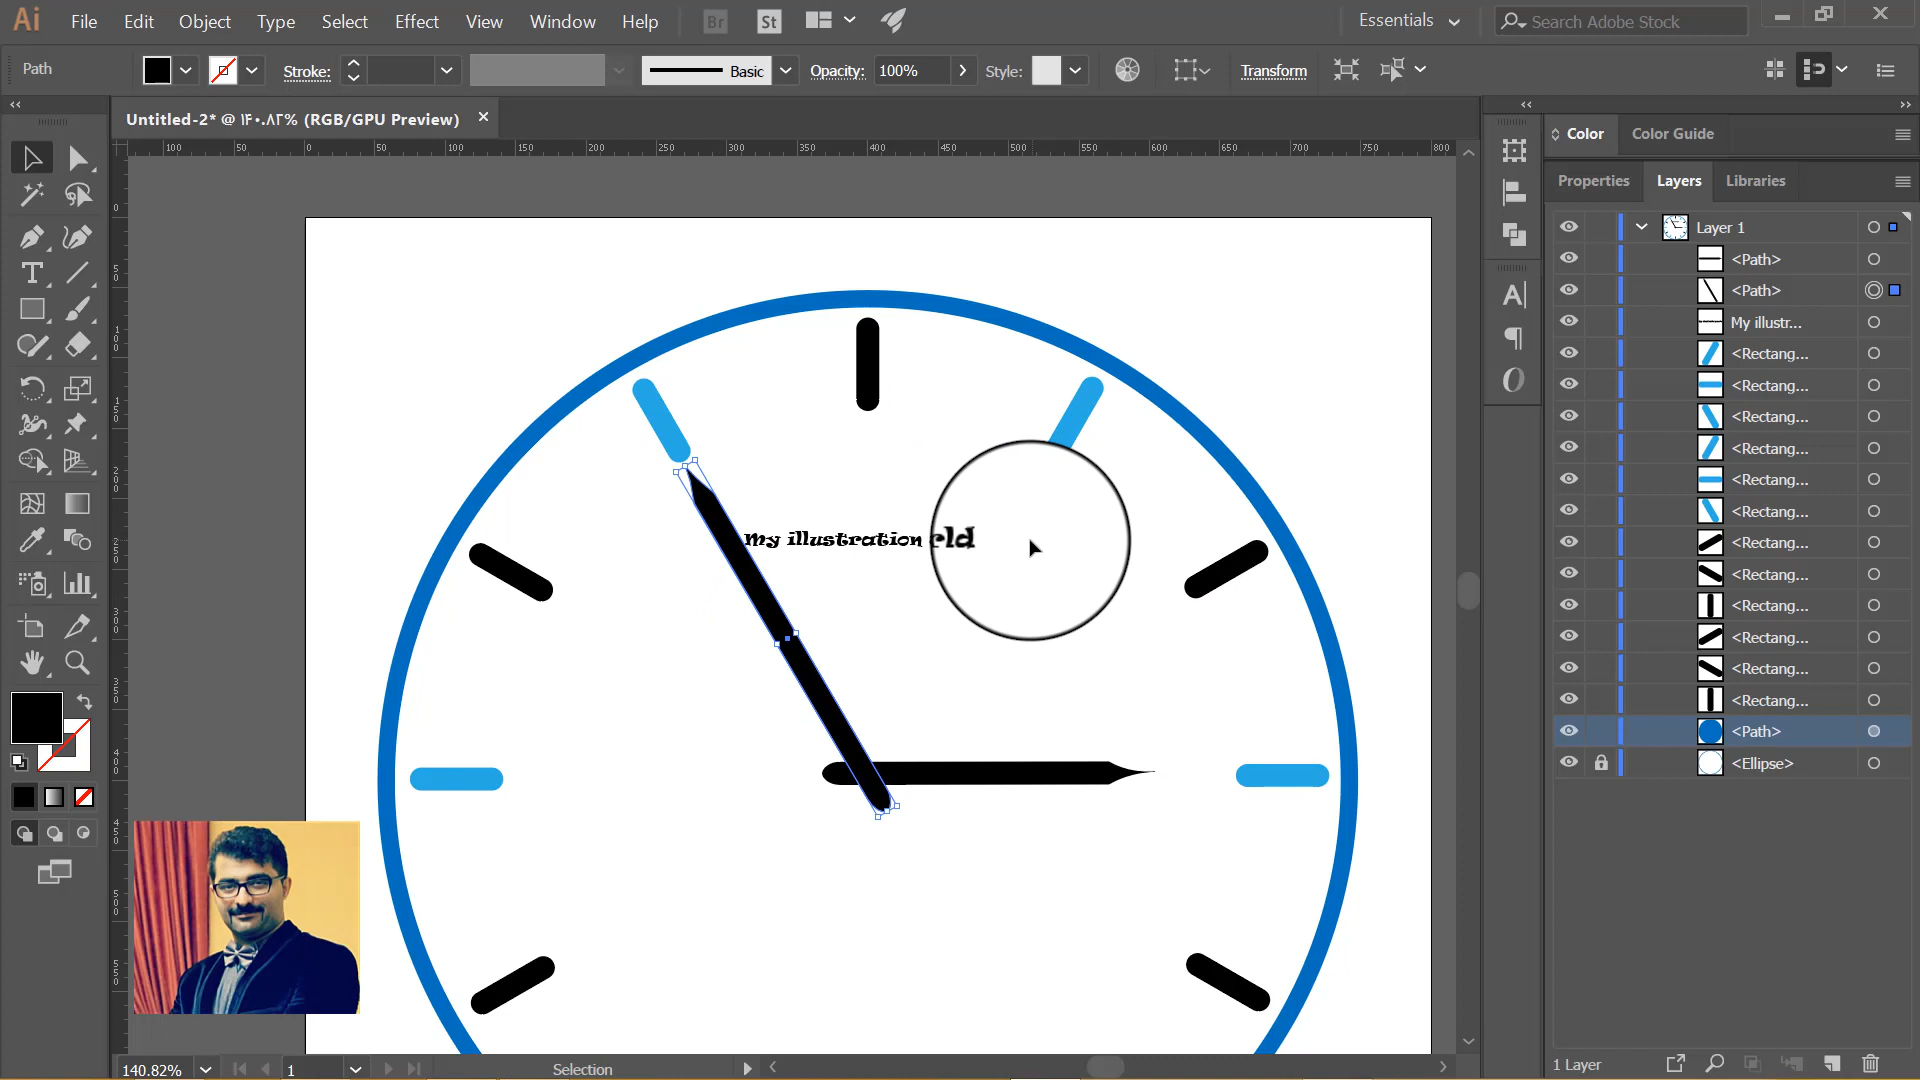 Ai File Edit Object Type Select Effect View Window Help Br St Essentials Search Adobe Stock
Path Stroke: Basic Opacity: 100% Style: Transform
Untitled-2* @ ۱۴۰.۸۲% (RGB/GPU Preview)
100 50 0 50 100 150 200 250 300 350 400 450 500 550 600 650 700 750 800
Color Color Guide
Properties Layers Libraries
Layer 1
<Path>
<Path>
My illustr...
<Rectang...
<Rectang...
<Rectang...
<Rectang...
<Rectang...
<Rectang...
<Rectang...
<Rectang...
<Rectang...
<Rectang...
<Rectang...
<Rectang...
<Path>
<Ellipse>
My illustration rld
140.82% 1 Selection
1 Layer